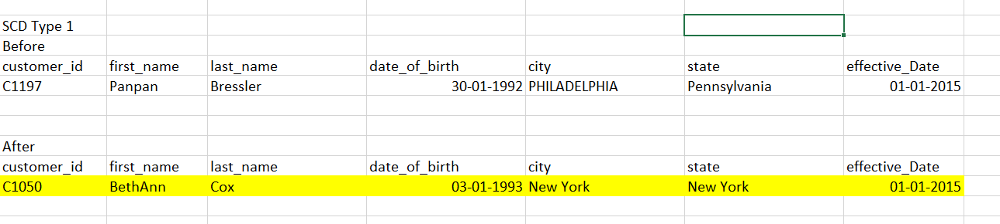 SCD Type 1
Before
customer_id first_name last_name date_of_birth city state effective_Date
C1197 Panpan Bressler 30-01-1992 PHILADELPHIA Pennsylvania 01-01-2015
After
customer_id first_name last_name date_of_birth city state effective_Date
C1050 BethAnn Cox 03-01-1993 New York New York 01-01-2015